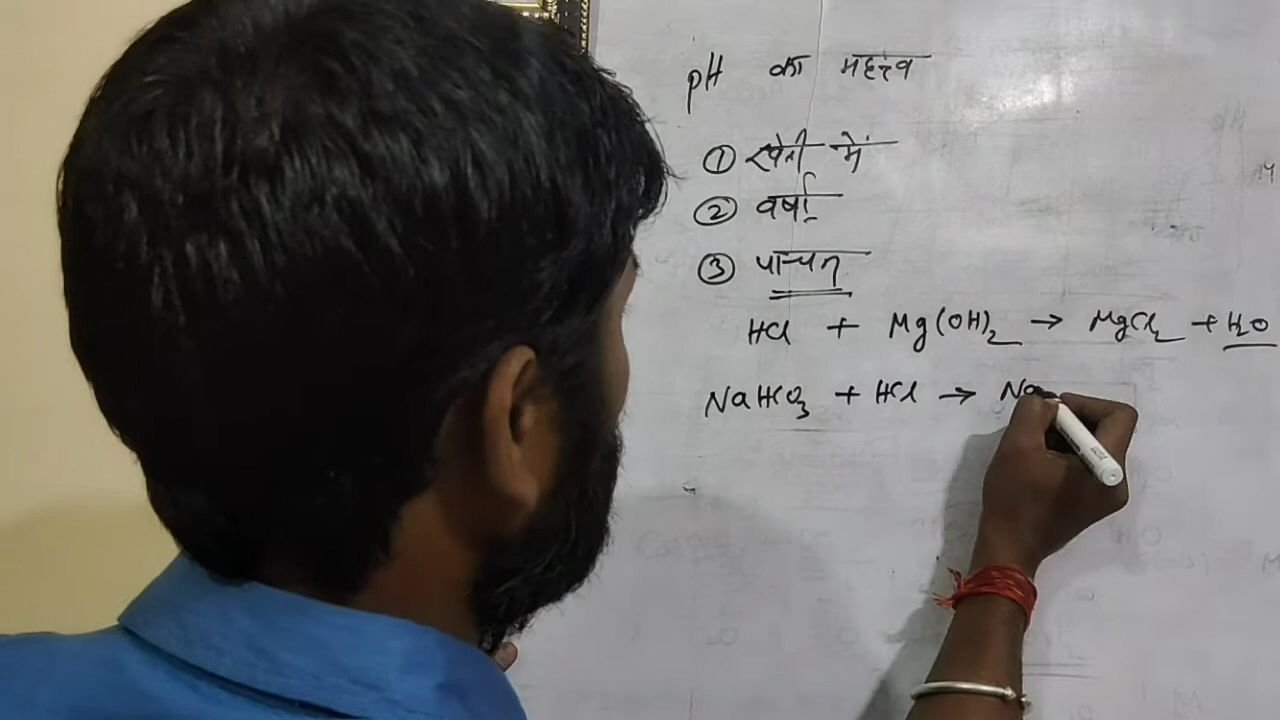 pH का महत्त्व
① खेती में
② वर्षा
③ पाचन
HCl + Mg(OH)₂ → MgCl₂ + H₂O
NaHCO₃ + HCl → Na